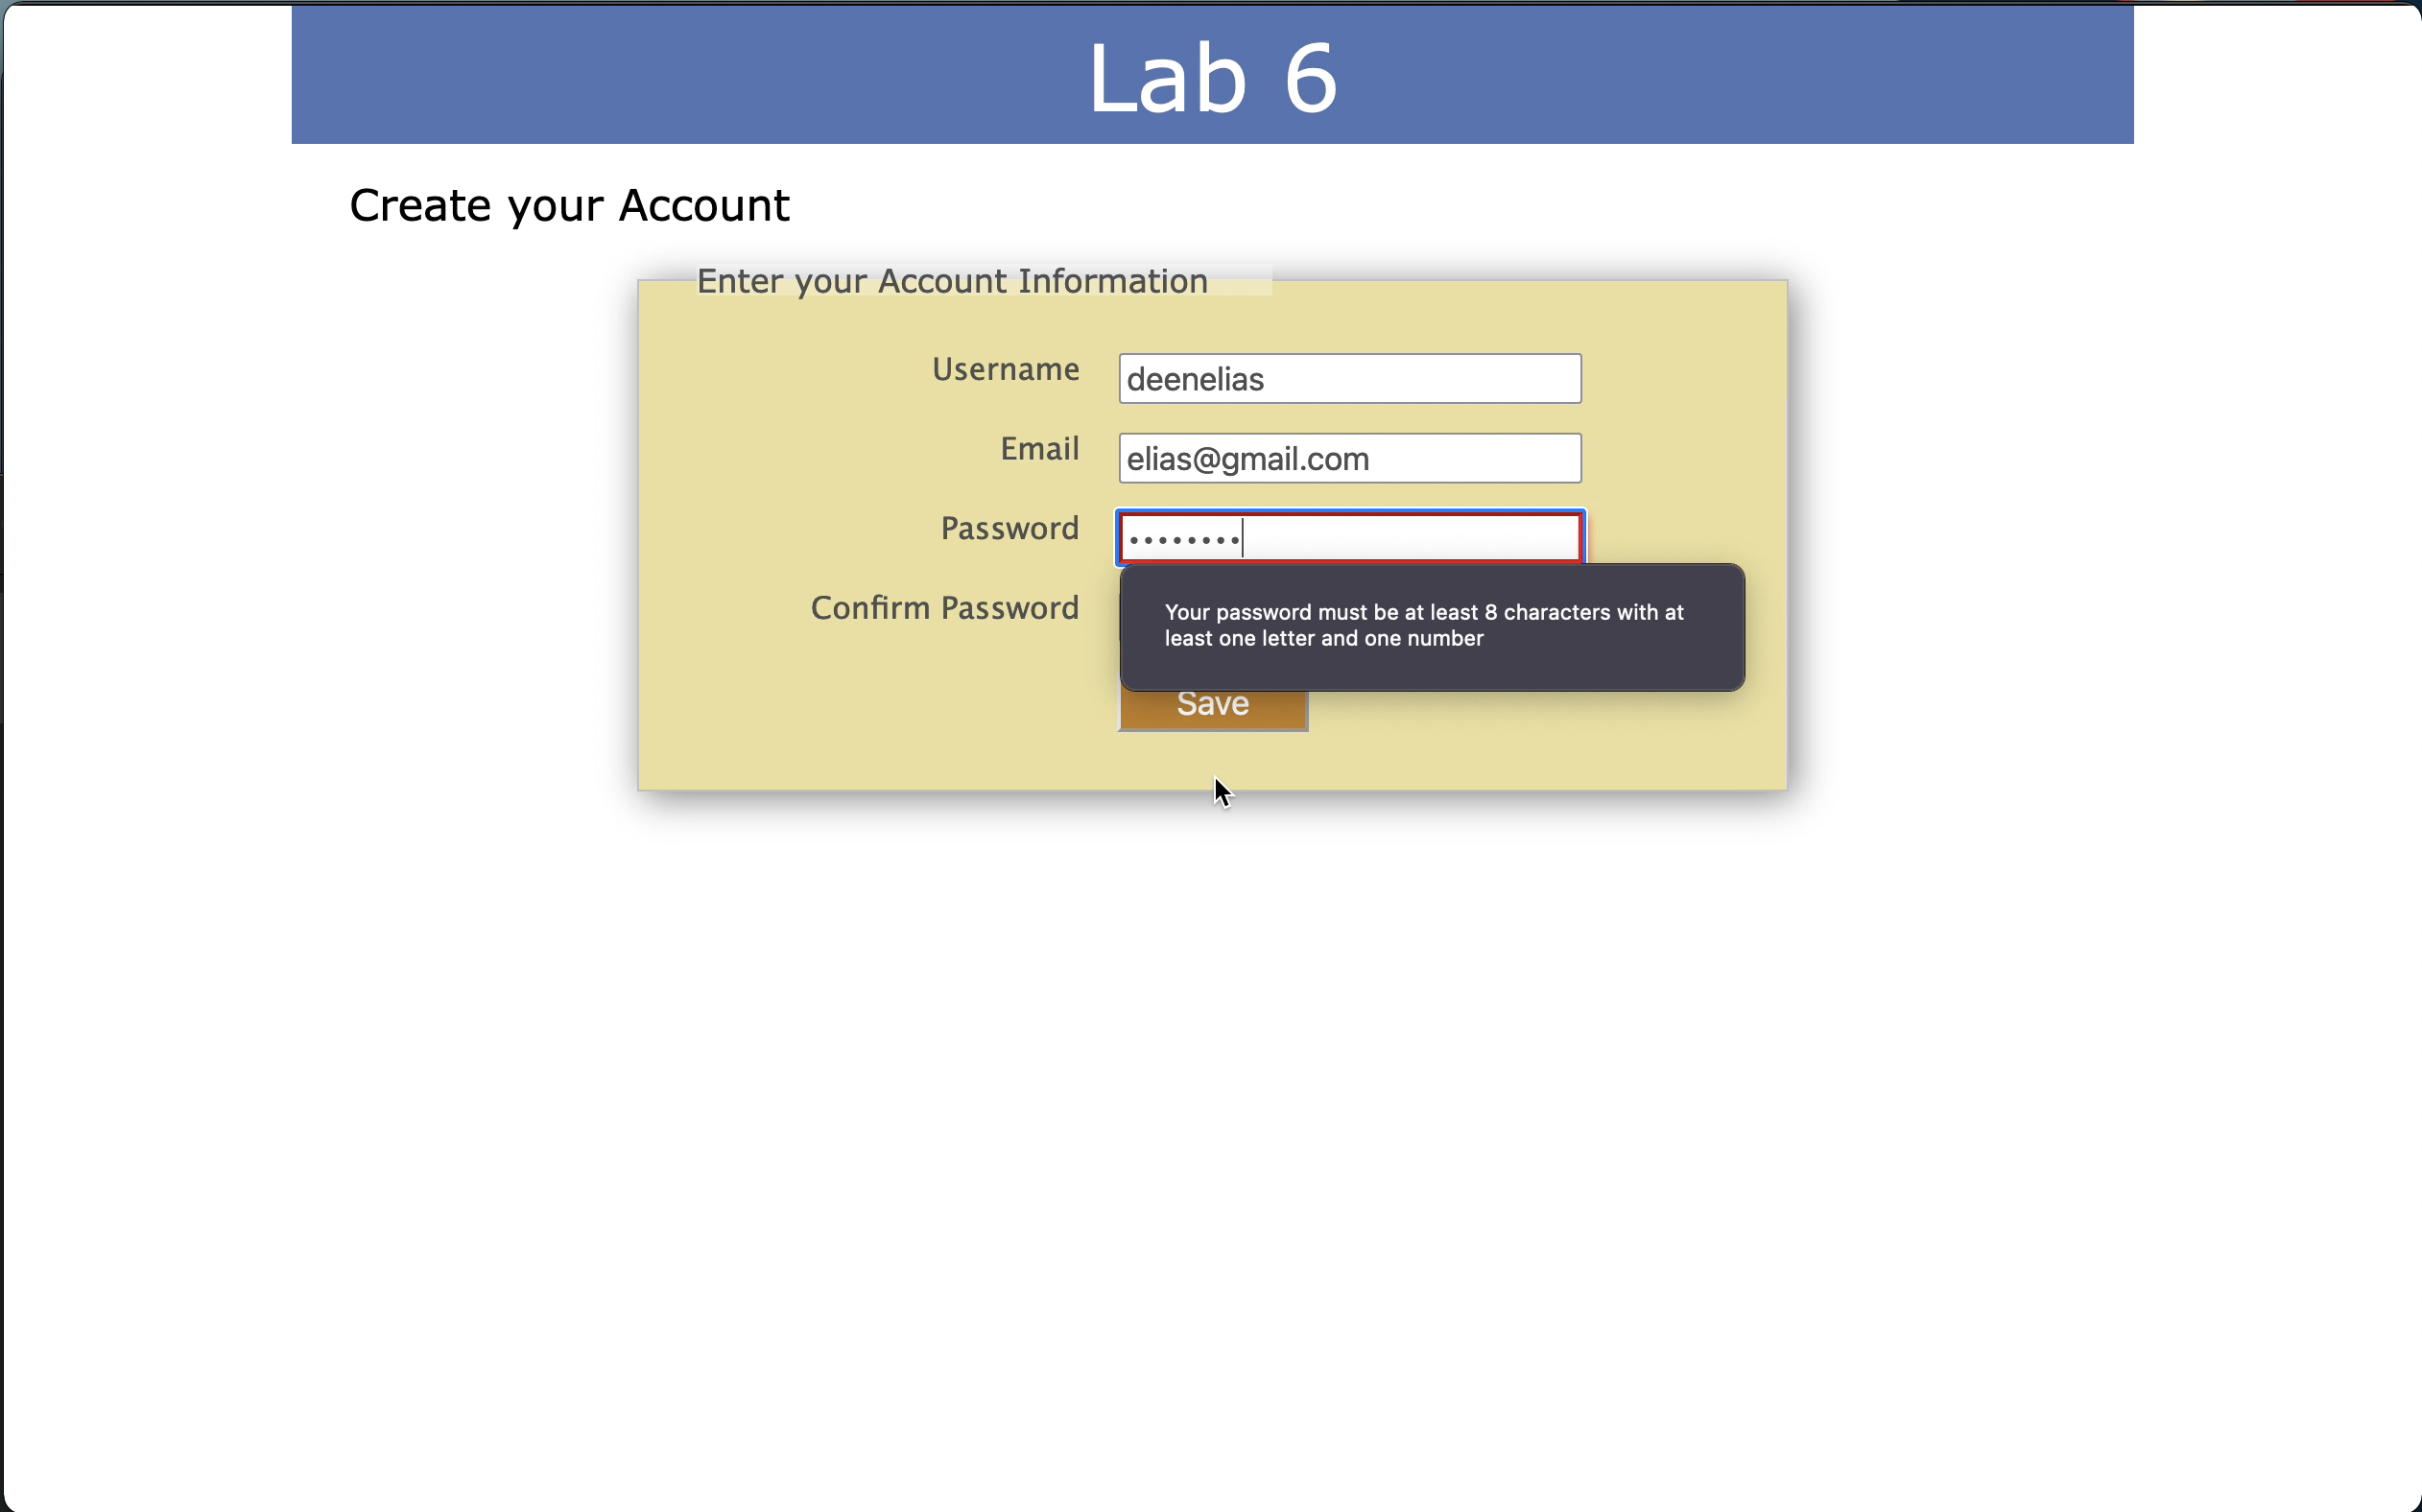 Lab 6
Create your Account
Enter your Account Information
Username
deenelias
Email
elias@gmail.com
Password
••••••••
Confirm Password
Your password must be at least 8 characters with at
least one letter and one number
Save